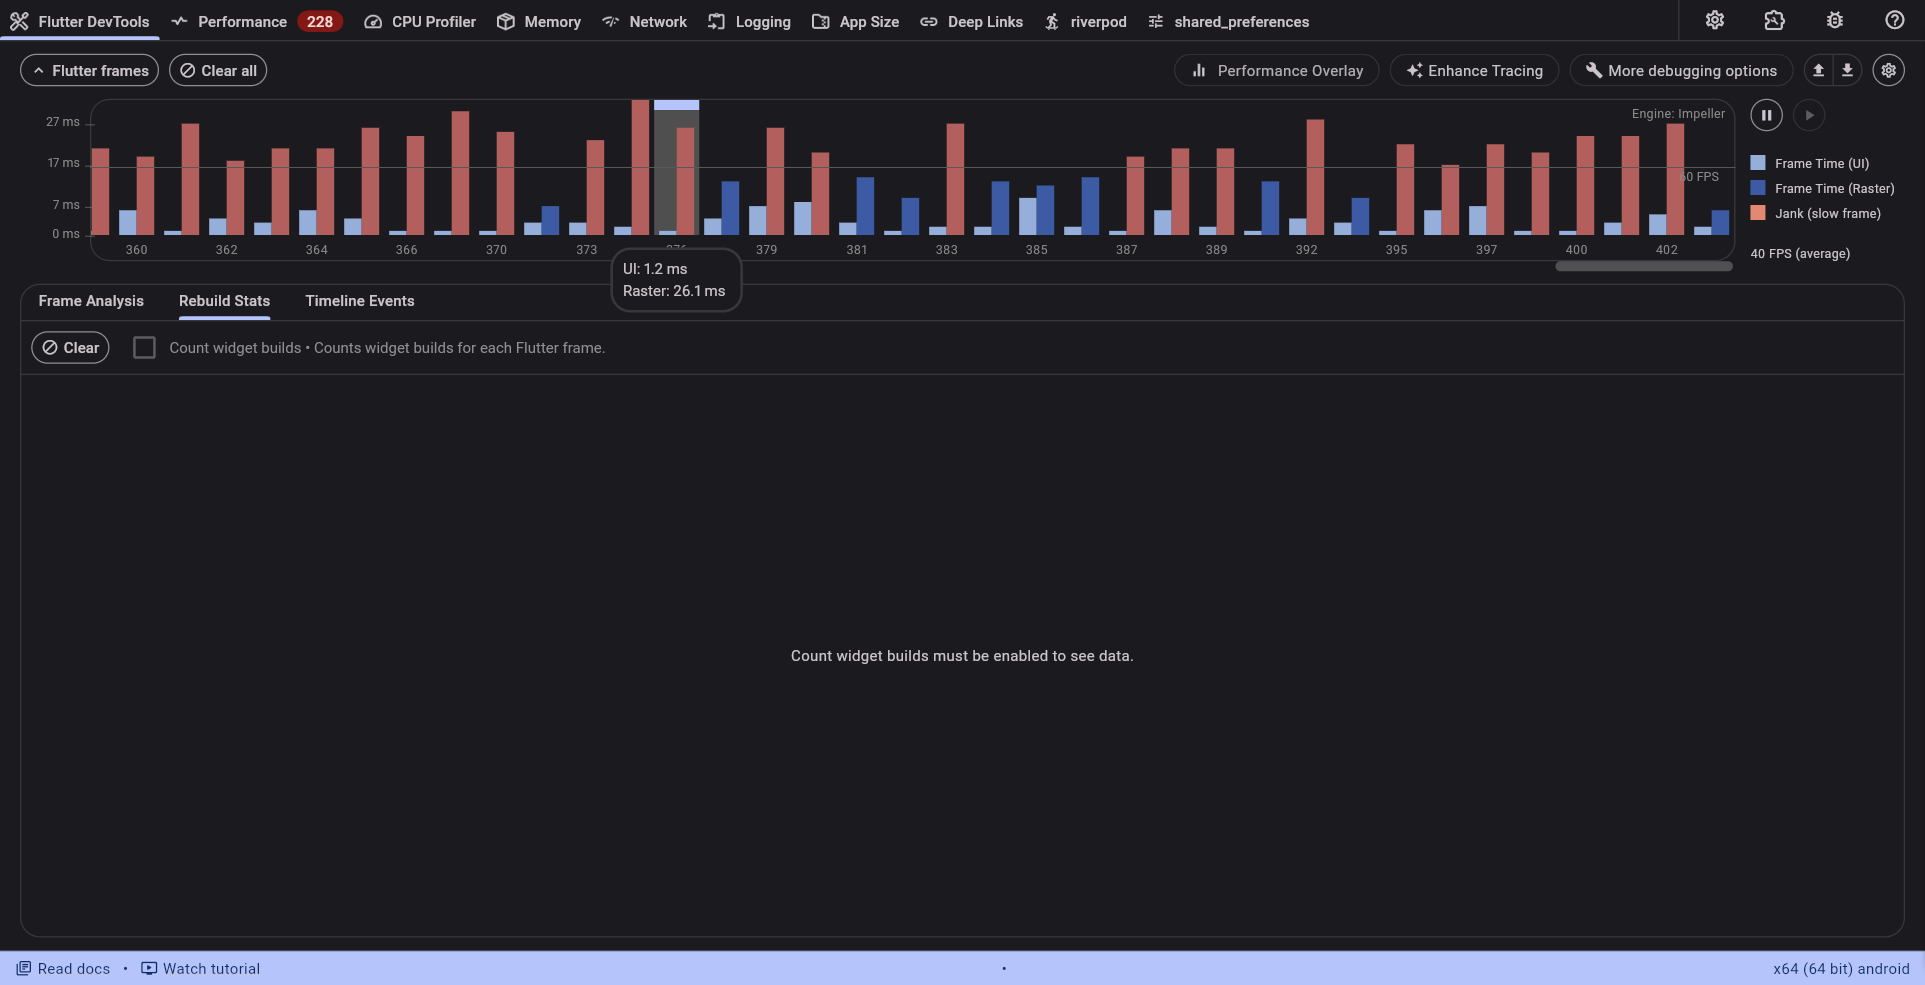 Flutter DevTools Performance 228 CPU Profiler Memory Network Logging App Size Deep Links riverpod shared_preferences
Flutter frames Clear all Performance Overlay Enhance Tracing More debugging options
27 ms
17 ms
7 ms
0 ms
Engine: Impeller
60 FPS
360 362 364 366 370 373 376 379 381 383 385 387 389 392 395 397 400 402
Frame Time (UI)
Frame Time (Raster)
Jank (slow frame)
40 FPS (average)
UI: 1.2 ms
Raster: 26.1 ms
Frame Analysis Rebuild Stats Timeline Events
Clear Count widget builds • Counts widget builds for each Flutter frame.
Count widget builds must be enabled to see data.
Read docs • Watch tutorial • x64 (64 bit) android